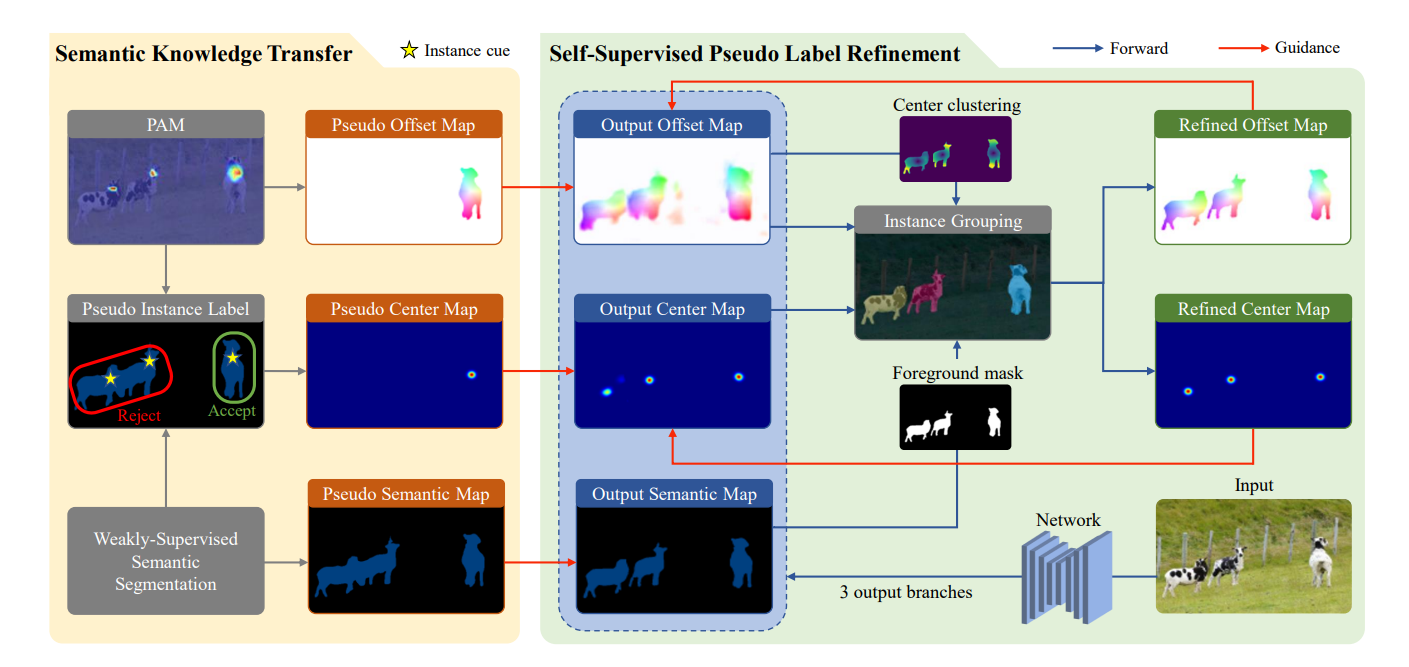 Semantic Knowledge Transfer
Instance cue
Self-Supervised Pseudo Label Refinement
Forward
Guidance
PAM
Pseudo Offset Map
Output Offset Map
Center clustering
Refined Offset Map
Instance Grouping
Pseudo Instance Label
Reject
Accept
Pseudo Center Map
Output Center Map
Foreground mask
Refined Center Map
Weakly-Supervised
Semantic
Segmentation
Pseudo Semantic Map
Output Semantic Map
3 output branches
Network
Input